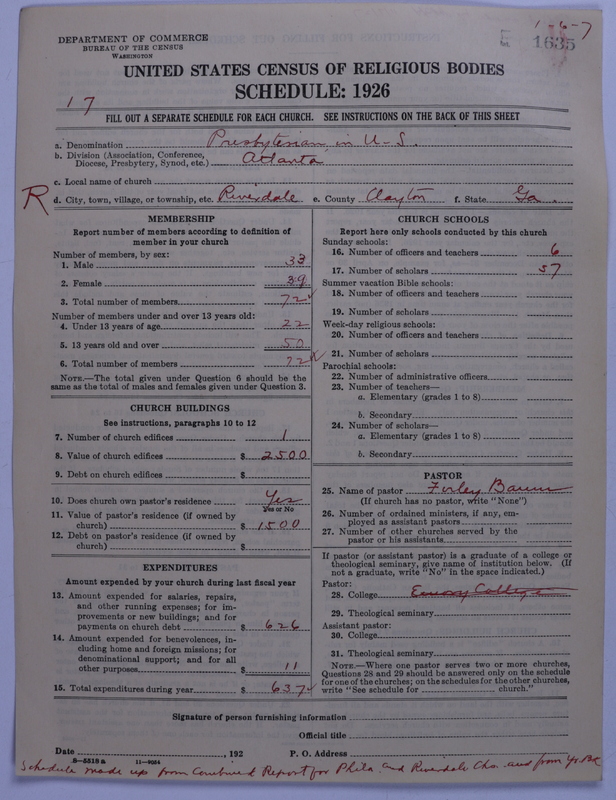 1-6-7
1635
DEPARTMENT OF COMMERCE
BUREAU OF THE CENSUS
WASHINGTON
UNITED STATES CENSUS OF RELIGIOUS BODIES
SCHEDULE: 1926
17
FILL OUT A SEPARATE SCHEDULE FOR EACH CHURCH. SEE INSTRUCTIONS ON THE BACK OF THIS SHEET
a. Denomination Presbyterian in U.S.
b. Division (Association, Conference, Diocese, Presbytery, Synod, etc.) Atlanta
c. Local name of church
R d. City, town, village, or township, etc. Riverdale e. County Clayton f. State Ga.
MEMBERSHIP
Report number of members according to definition of
member in your church
Number of members, by sex:
1. Male 33
2. Female 39
3. Total number of members 72
Number of members under and over 13 years old:
4. Under 13 years of age 22
5. 13 years old and over 50
6. Total number of members 72
NOTE.—The total given under Question 6 should be the
same as the total of males and females given under Question 3.
CHURCH BUILDINGS
See instructions, paragraphs 10 to 12
7. Number of church edifices 1
8. Value of church edifices $ 2500
9. Debt on church edifices $
10. Does church own pastor's residence Yes
Yes or No
11. Value of pastor's residence (if owned by
church) $ 1500
12. Debt on pastor's residence (if owned by
church) $
EXPENDITURES
Amount expended by your church during last fiscal year
13. Amount expended for salaries, repairs,
and other running expenses; for im-
provements or new buildings; and for
payments on church debt $ 626
14. Amount expended for benevolences, in-
cluding home and foreign missions; for
denominational support; and for all
other purposes $ 11
15. Total expenditures during year $ 637
CHURCH SCHOOLS
Report here only schools conducted by this church
Sunday schools:
16. Number of officers and teachers 6
17. Number of scholars 57
Summer vacation Bible schools:
18. Number of officers and teachers
19. Number of scholars
Week-day religious schools:
20. Number of officers and teachers
21. Number of scholars
Parochial schools:
22. Number of administrative officers
23. Number of teachers—
a. Elementary (grades 1 to 8)
b. Secondary
24. Number of scholars—
a. Elementary (grades 1 to 8)
b. Secondary
PASTOR
25. Name of pastor Finley
(If church has no pastor, write "None")
26. Number of ordained ministers, if any, em-
ployed as assistant pastors
27. Number of other churches served by the
pastor or his assistants
If pastor (or assistant pastor) is a graduate of a college or
theological seminary, give name of institution below. (If
not a graduate, write "No" in the space indicated.)
Pastor:
28. College Emory College
29. Theological seminary
Assistant pastor:
30. College
31. Theological seminary
NOTE.—Where one pastor serves two or more churches,
Questions 28 and 29 should be answered only on the schedule
for one of the churches; on the schedules for the other churches,
write "See schedule for church."
Signature of person furnishing information
Official title
Date , 192 P. O. Address
8—5318a 11—9064
Schedule made up from Combined Report for Phila. and Riverdale Chs. and from Yr. Bk